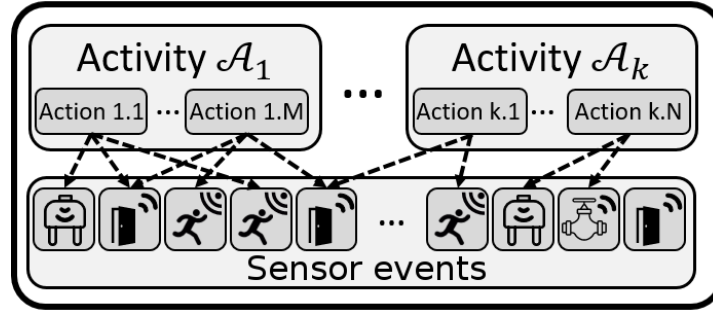 Activity 𝒜₁ ... Activity 𝒜ₖ
Action 1.1 ... Action 1.M Action k.1 ... Action k.N
...
Sensor events